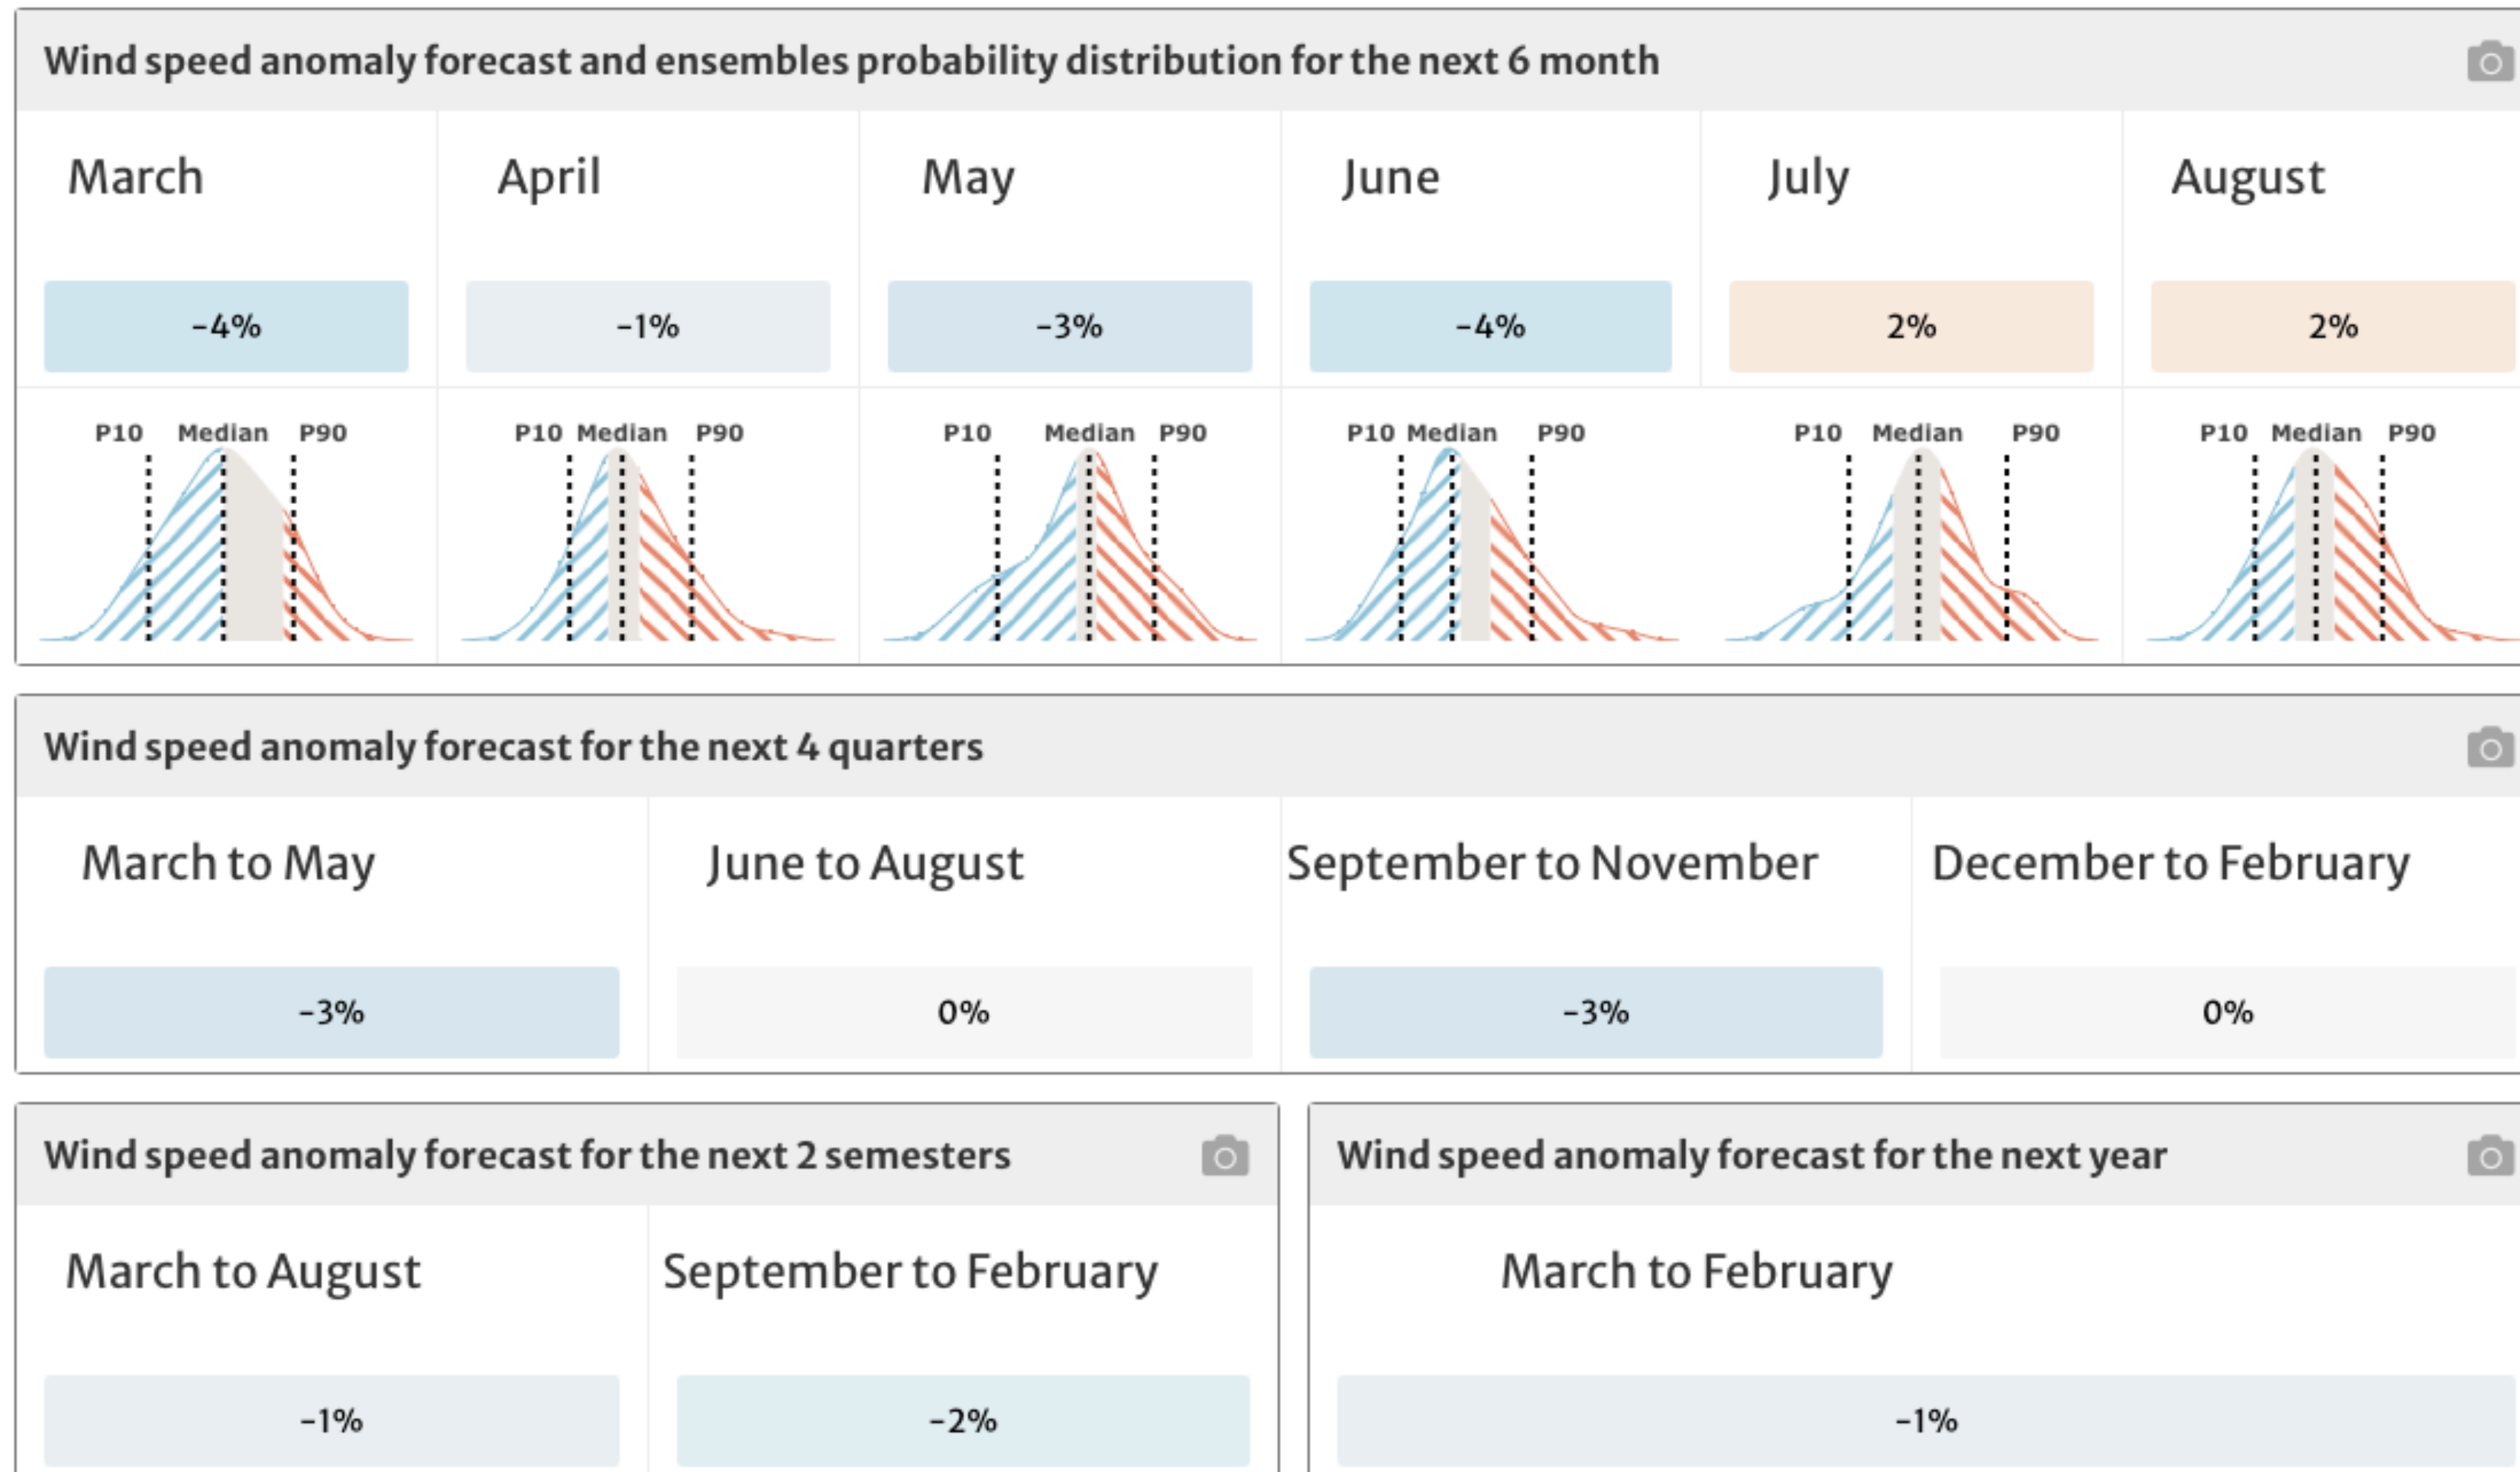 Wind speed anomaly forecast and ensembles probability distribution for the next 6 month
March April May June July August
-4% -1% -3% -4% 2% 2%
P10 Median P90 P10 Median P90 P10 Median P90 P10 Median P90 P10 Median P90 P10 Median P90
Wind speed anomaly forecast for the next 4 quarters
March to May June to August September to November December to February
-3% 0% -3% 0%
Wind speed anomaly forecast for the next 2 semesters
March to August September to February
-1% -2%
Wind speed anomaly forecast for the next year
March to February
-1%